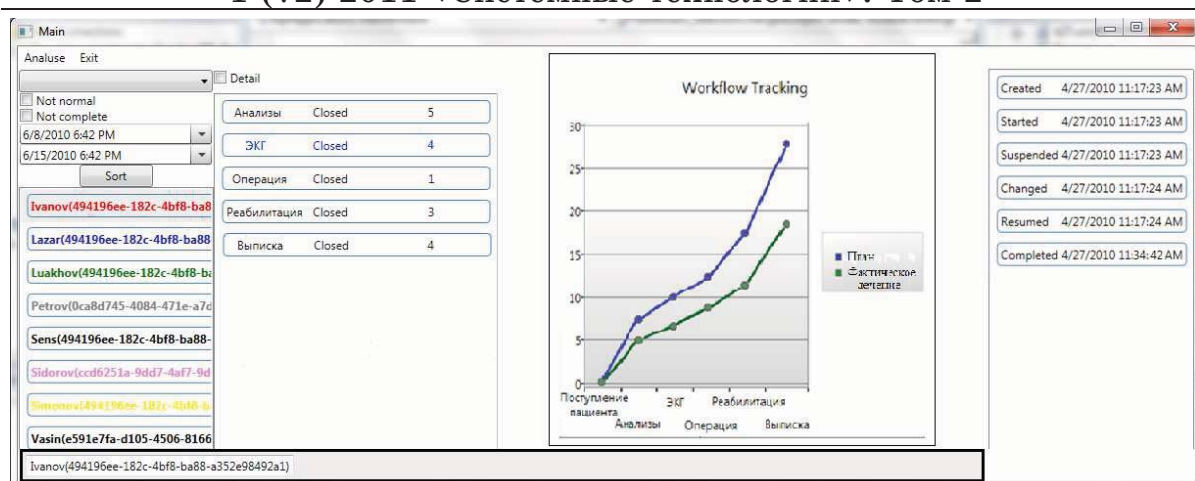 Main
Analuse Exit
Detail
Not normal
Not complete
6/8/2010 6:42 PM
6/15/2010 6:42 PM
Sort
Ivanov(494196ee-182c-4bf8-ba8
Lazar(494196ee-182c-4bf8-ba88
Luakhov(494196ee-182c-4bf8-ba
Petrov(0ca8d745-4084-471e-a7d
Sens(494196ee-182c-4bf8-ba88-
Sidorov(ccd6251a-9dd7-4af7-9d
Simonov(494196ee-182c-4bf8-b
Vasin(e591e7fa-d105-4506-8166
Ivanov(494196ee-182c-4bf8-ba88-a352e98492a1)
Анализы Closed 5
ЭКГ Closed 4
Операция Closed 1
Реабилитация Closed 3
Выписка Closed 4
Workflow Tracking
30
25
20
15
10
5
0
Поступление
пациента
Анализы
ЭКГ
Операция
Реабилитация
Выписка
План
Фактическое
лечение
Created 4/27/2010 11:17:23 AM
Started 4/27/2010 11:17:23 AM
Suspended 4/27/2010 11:17:23 AM
Changed 4/27/2010 11:17:24 AM
Resumed 4/27/2010 11:17:24 AM
Completed 4/27/2010 11:34:42 AM